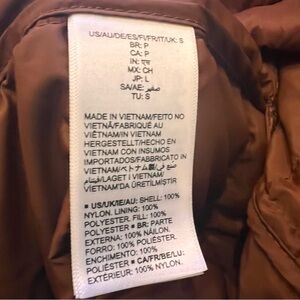 US/AU/DE/ES/FI/FR/IT/UK: S
BR: P
CA: P
IN: एस
MX: CH
JP: L
SA/AE: صغير
TU: S
MADE IN VIETNAM/FEITO NO
VIETNÃ/FABRIQUÉ AU
VIÊTNAM/IN VIETNAM
HERGESTELLT/HECHO EN
VIETNAM CON INSUMOS
IMPORTADOS/FABBRICATO IN
VIETNAM/ベトナム製/صنع في
فيتنام/LAGET I VIETNAM/
VIETNAM'DA ÜRETİLMİŞTİR
■ US/UK/IE/AU: SHELL: 100%
NYLON. LINING: 100%
POLYESTER. FILL: 100%
POLYESTER ■ BR: PARTE
EXTERNA: 100% NÁILON.
FORRO: 100% POLIÉSTER.
ENCHIMENTO: 100%
POLIÉSTER ■ CA/FR/BE/LU:
EXTÉRIEUR: 100% NYLON.